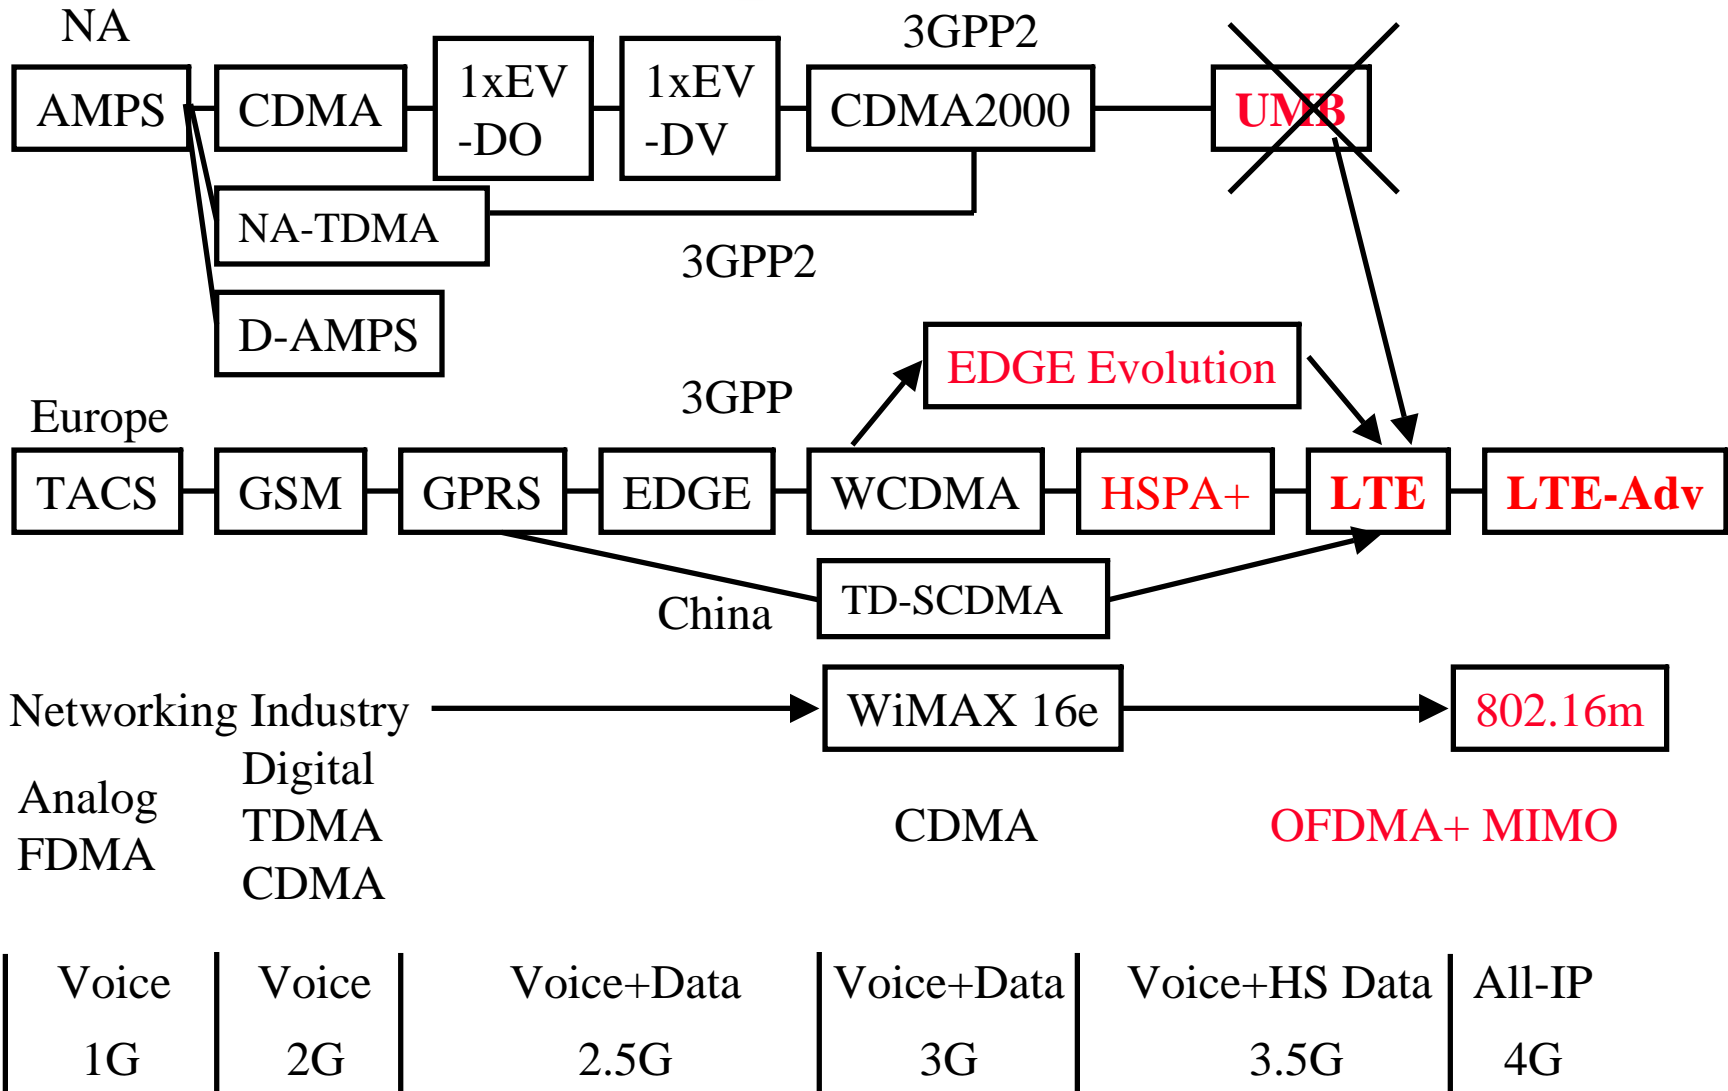 NA
3GPP2
AMPS
CDMA
1xEV
-DO
1xEV
-DV
CDMA2000
UMB
NA-TDMA
3GPP2
D-AMPS
EDGE Evolution
3GPP
Europe
TACS
GSM
GPRS
EDGE
WCDMA
HSPA+
LTE
LTE-Adv
China
TD-SCDMA
Networking Industry
WiMAX 16e
802.16m
Analog
FDMA
Digital
TDMA
CDMA
CDMA
OFDMA+ MIMO
Voice
Voice
Voice+Data
Voice+Data
Voice+HS Data
All-IP
1G
2G
2.5G
3G
3.5G
4G